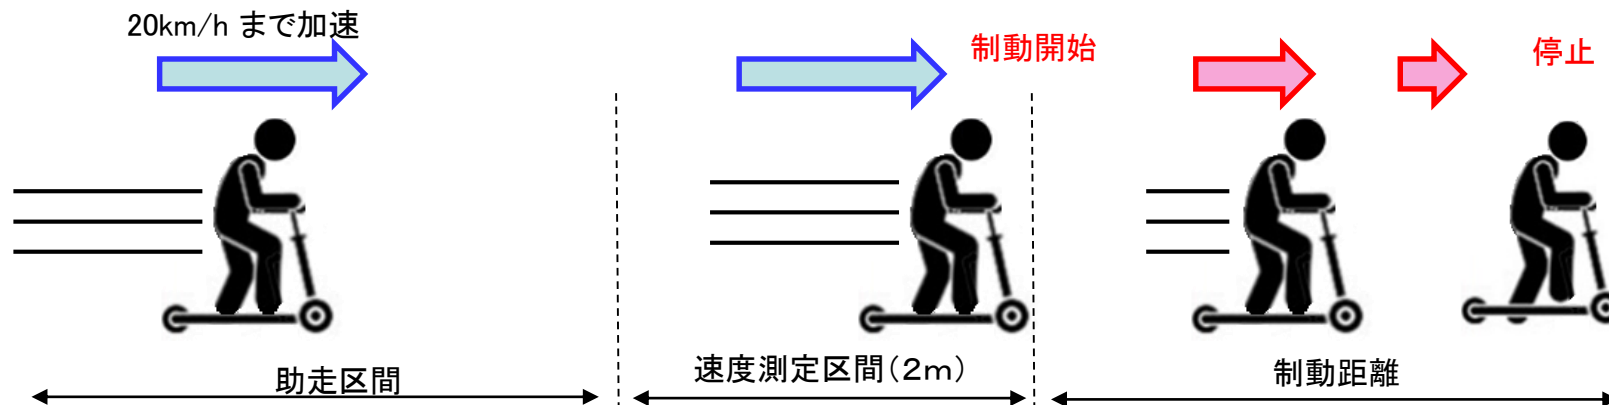 20km/h まで加速
制動開始
停止
助走区間
速度測定区間(2m)
制動距離